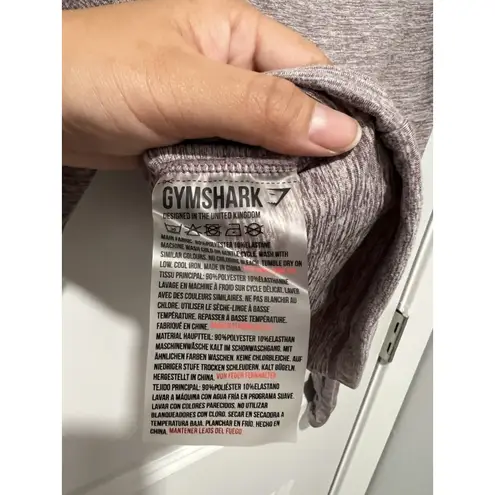 GYMSHARK
DESIGNED IN THE UNITED KINGDOM
MAIN FABRIC: 90%POLYESTER 10%ELASTANE
MACHINE WASH COLD ON GENTLE CYCLE. WASH WITH
SIMILAR COLOURS. NO CHLORINE BLEACH. TUMBLE DRY ON
LOW. COOL IRON. MADE IN CHINA.
TISSU PRINCIPAL: 90%POLYESTER 10%ELASTHANE
LAVAGE EN MACHINE À FROID SUR CYCLE DÉLICAT. LAVER
AVEC DES COULEURS SIMILAIRES. NE PAS BLANCHIR AU
CHLORE. UTILISER LE SÈCHE-LINGE À BASSE
TEMPÉRATURE. REPASSER À BASSE TEMPÉRATURE.
FABRIQUÉ EN CHINE.
MATERIAL HAUPTTEIL: 90%POLYESTER 10%ELASTHAN
MASCHINENWÄSCHE KALT IM SCHONWASCHGANG. MIT
ÄHNLICHEN FARBEN WASCHEN. KEINE CHLORBLEICHE. AUF
NIEDRIGER STUFE TROCKEN SCHLEUDERN. KALT BÜGELN.
HERGESTELLT IN CHINA. VON FEUER FERNHALTEN
TEJIDO PRINCIPAL: 90%POLIÉSTER 10%ELASTANO
LAVAR A MÁQUINA CON AGUA FRÍA EN PROGRAMA SUAVE.
LAVAR CON COLORES PARECIDOS. NO UTILIZAR
BLANQUEADORES CON CLORO. SECAR EN SECADORA A
TEMPERATURA BAJA. PLANCHAR EN FRÍO. HECHO EN
CHINA. MANTENER LEJOS DEL FUEGO